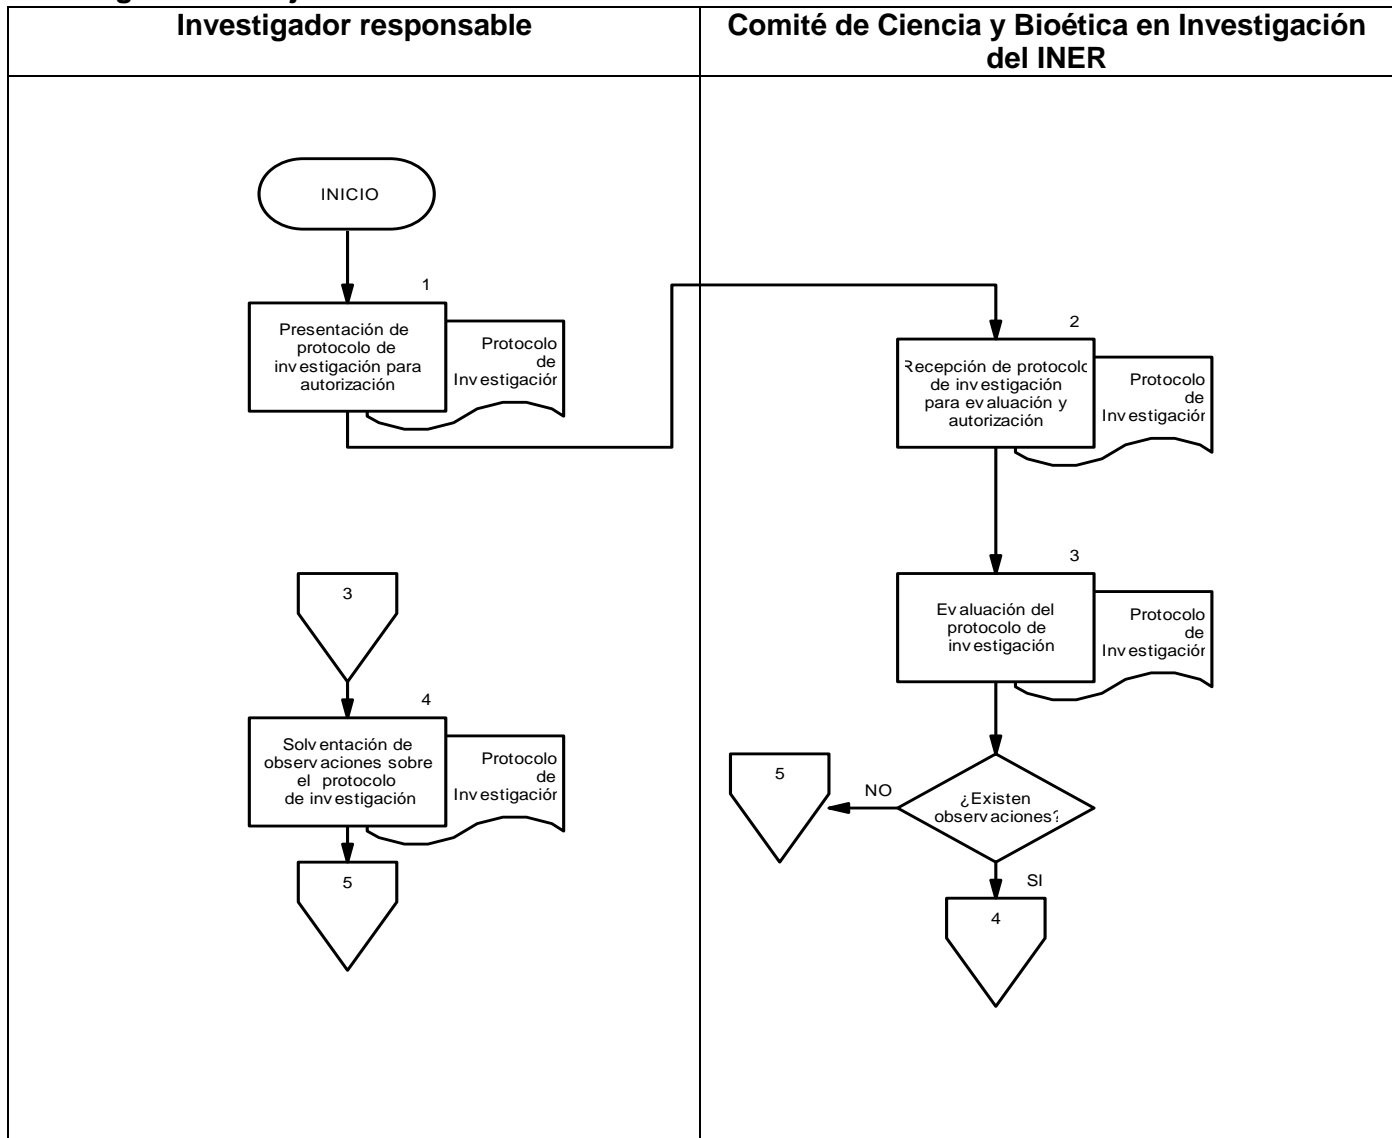 Investigador responsable
Comité de Ciencia y Bioética en Investigación
del INER
INICIO
1
Presentación de
protocolo de
investigación para
autorización
Protocolo
de
Investigación
2
Recepción de protocolo
de investigación
para evaluación y
autorización
Protocolo
de
Investigación
3
Evaluación del
protocolo de
investigación
Protocolo
de
Investigación
3
4
Solventación de
observaciones sobre
el protocolo
de investigación
Protocolo
de
Investigación
5
5
NO
¿Existen
observaciones?
SI
4